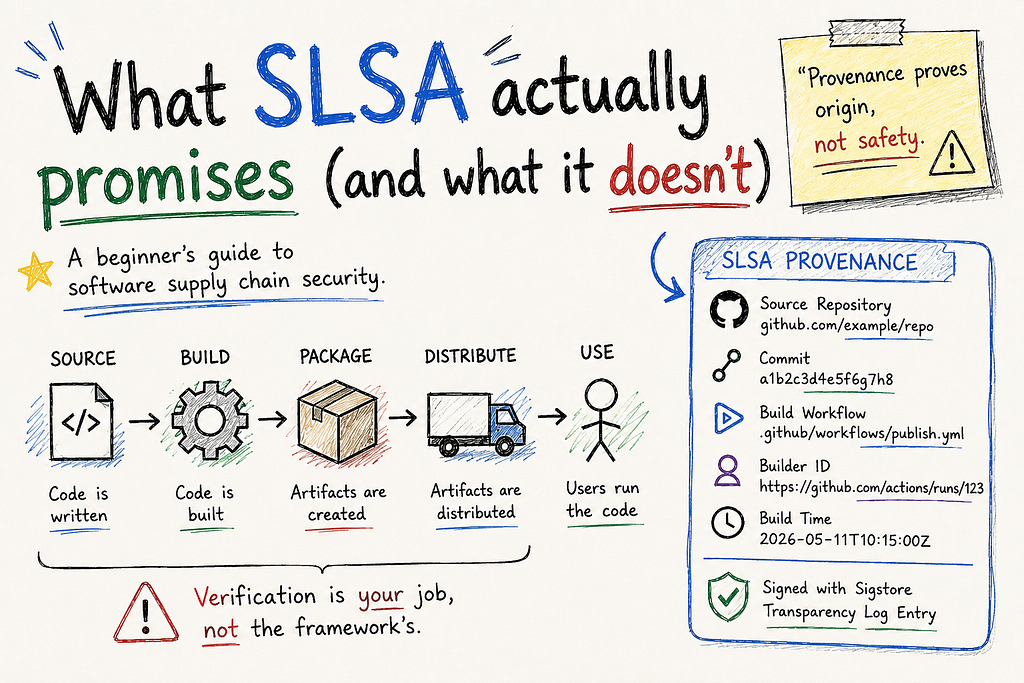 What SLSA actually
promises (and what it doesn't)
"Provenance proves
origin,
not safety.
A beginner's guide to
software supply chain security.
SOURCE
Code is
written
BUILD
Code is
built
PACKAGE
Artifacts are
created
DISTRIBUTE
Artifacts are
distributed
USE
Users run
the code
Verification is your job,
not the framework's.
SLSA PROVENANCE
Source Repository
github.com/example/repo
Commit
a1b2c3d4e5f6g7h8
Build Workflow
.github/workflows/publish.yml
Builder ID
https://github.com/actions/runs/123
Build Time
2026-05-11T10:15:00Z
Signed with Sigstore
Transparency Log Entry